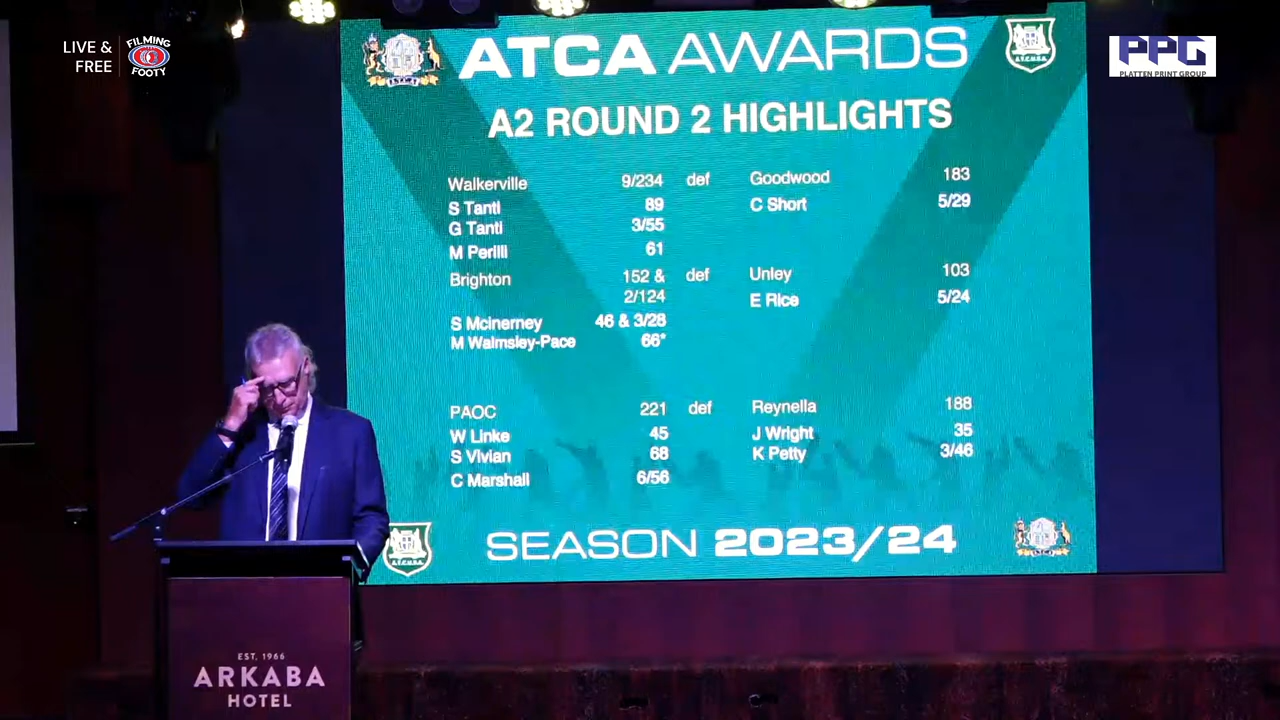 LIVE &
FREE
FILMING
FOOTY
PPG
PLATTEN PRINT GROUP
ATCA AWARDS
A2 ROUND 2 HIGHLIGHTS
Walkerville 9/234 def Goodwood 183
S Tanti 89 C Short 5/29
G Tanti 3/55
M Perilli 61
Brighton 152 & def Unley 103
2/124 E Rice 5/24
S McInerney 46 & 3/28
M Walmsley-Pace 66*
PAOC 221 def Reynella 188
W Linke 45 J Wright 35
S Vivian 68 K Petty 3/46
C Marshall 6/56
SEASON 2023/24
EST. 1966
ARKABA
HOTEL